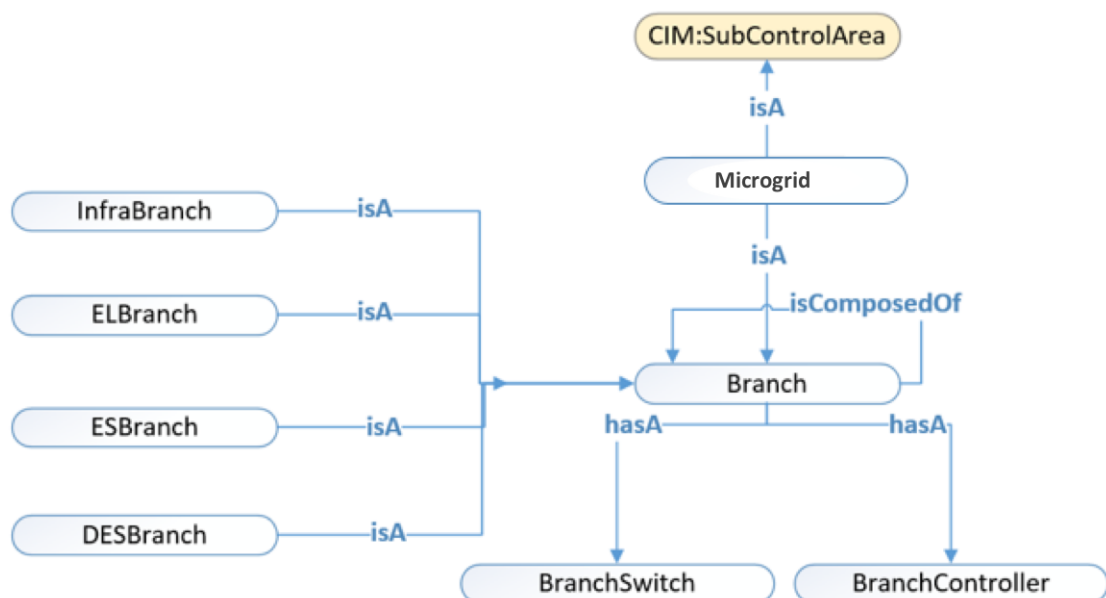 CIM:SubControlArea
isA
Microgrid
InfraBranch
isA
isA
ELBranch
isA
isComposedOf
Branch
ESBranch
isA
hasA
hasA
DESBranch
isA
BranchSwitch
BranchController